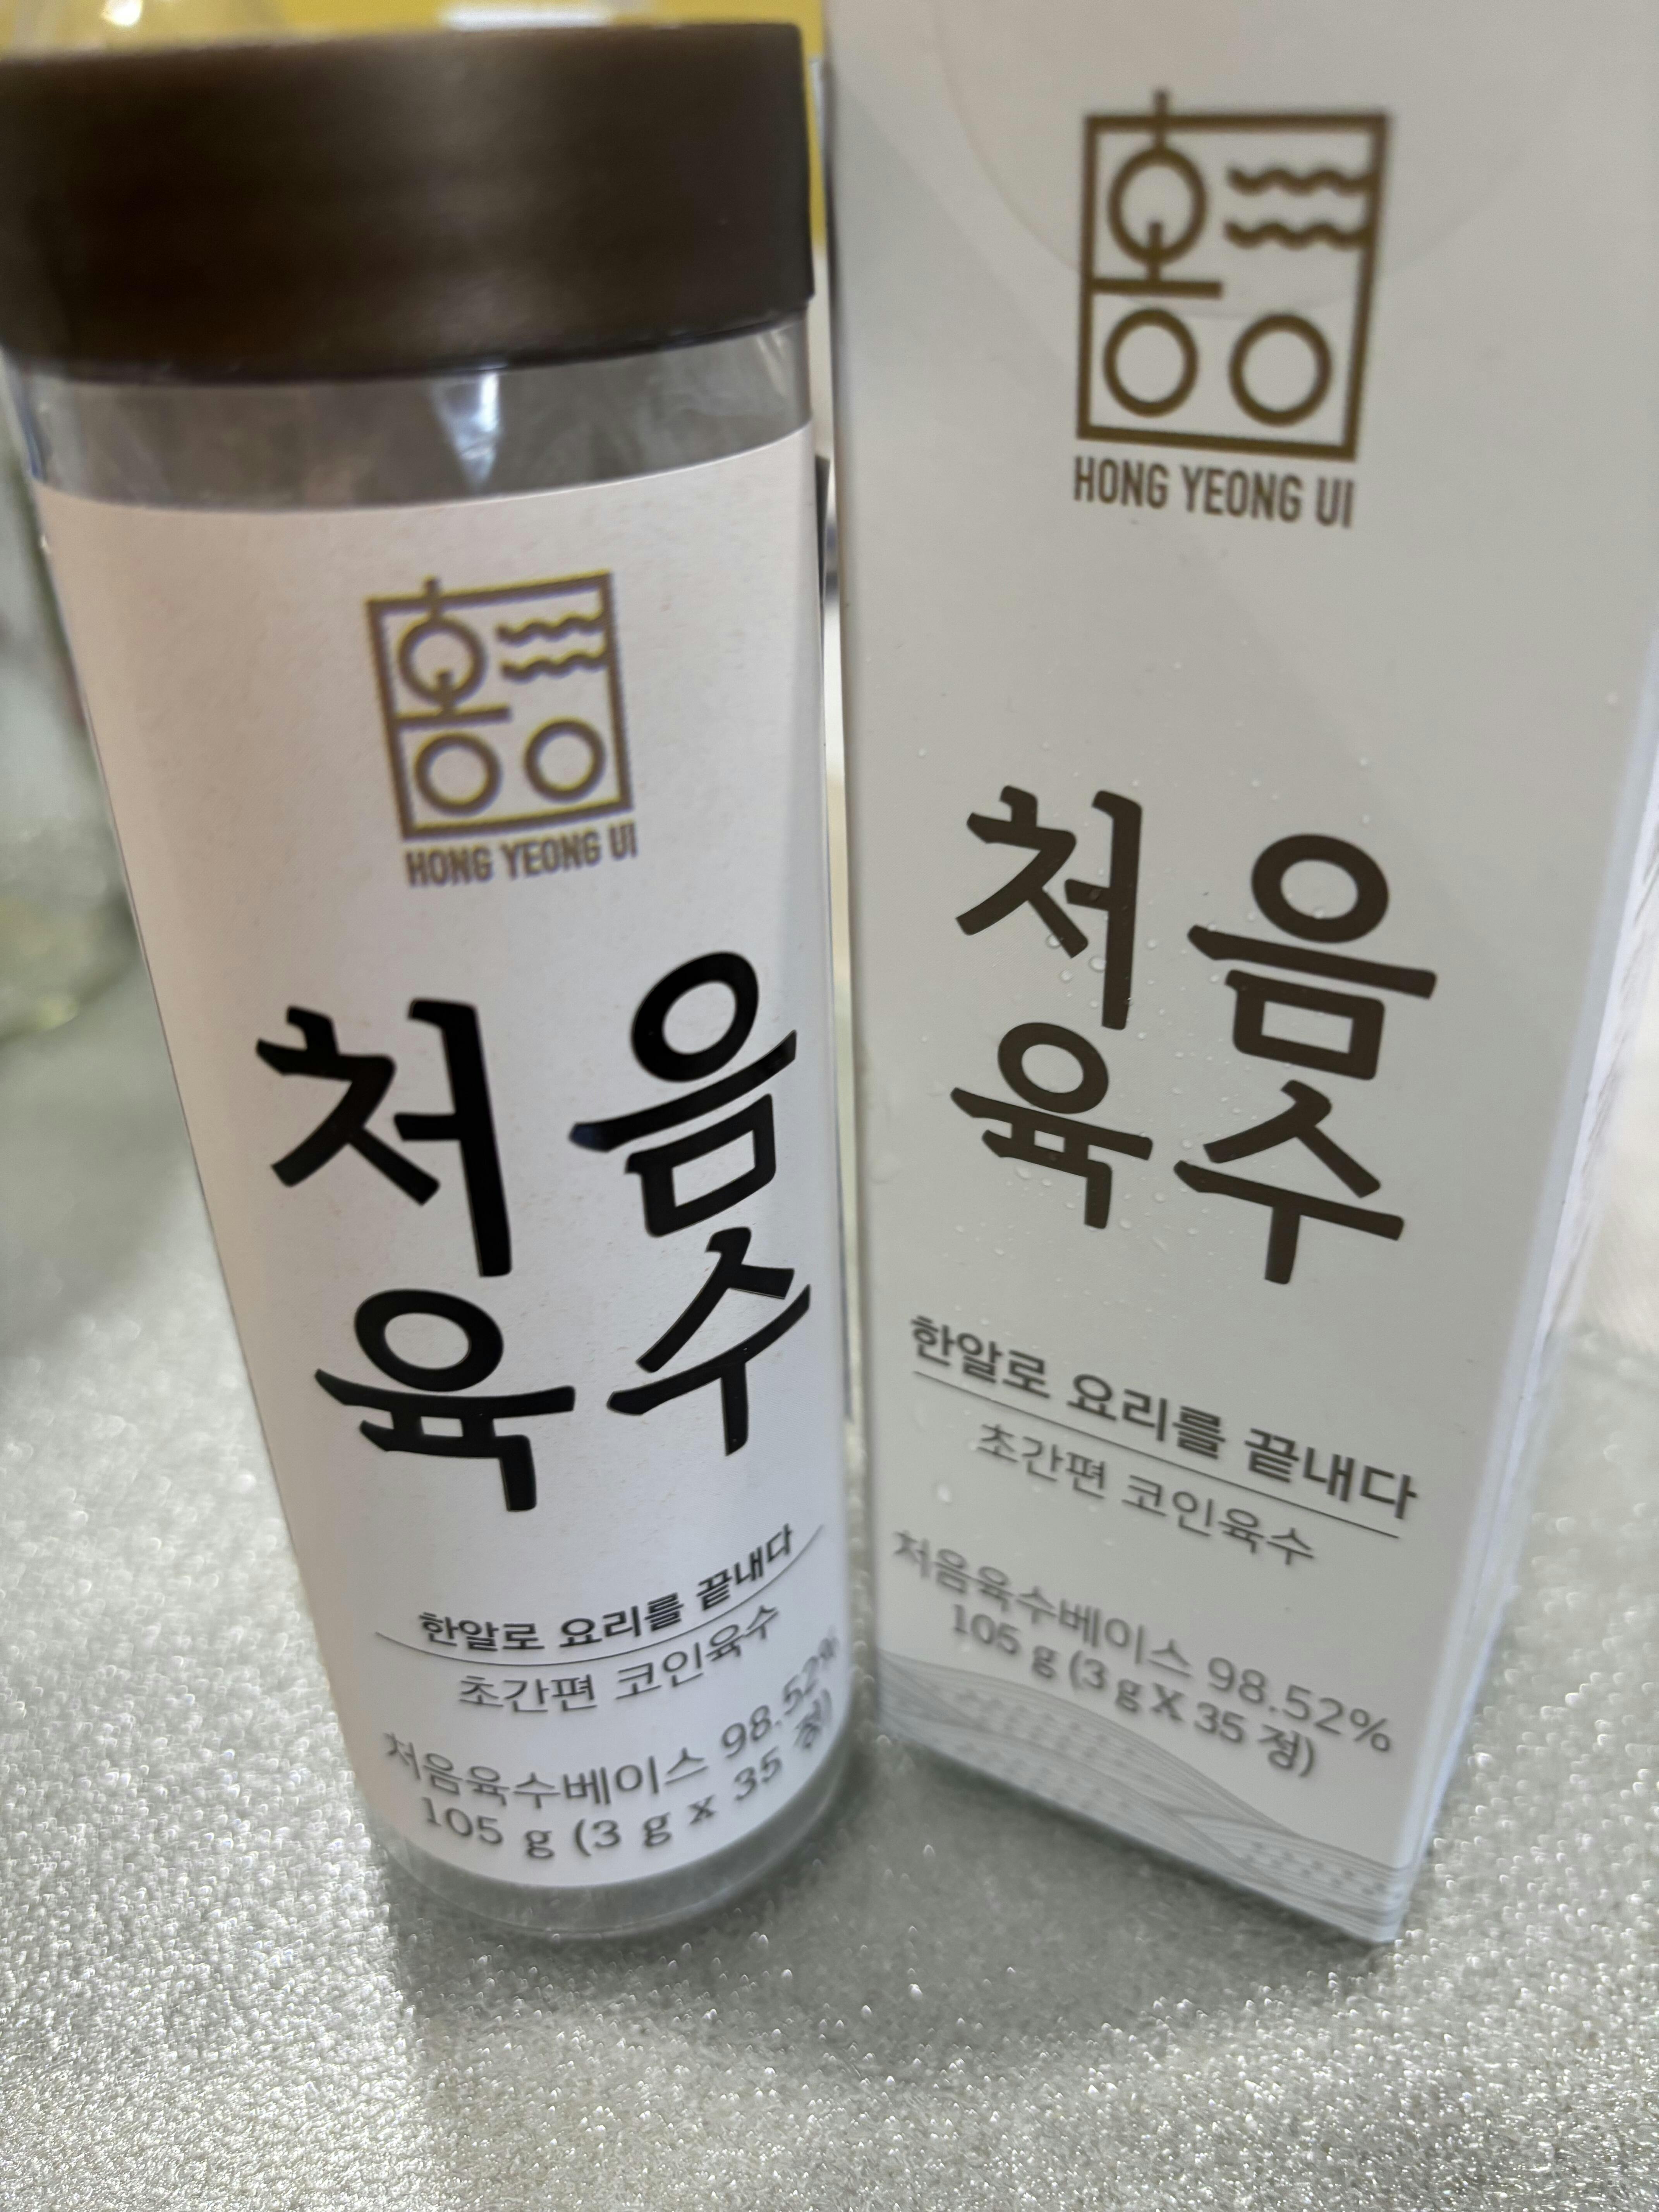 HONG YEONG UI
처음
육수
한알로 요리를 끝내다
초간편 코인육수
처음육수베이스 98.52%
105 g (3 g x 35 정)
HONG YEONG UI
처음
육수
한알로 요리를 끝내다
초간편 코인육수
처음육수베이스 98.52%
105 g (3 g X 35 정)